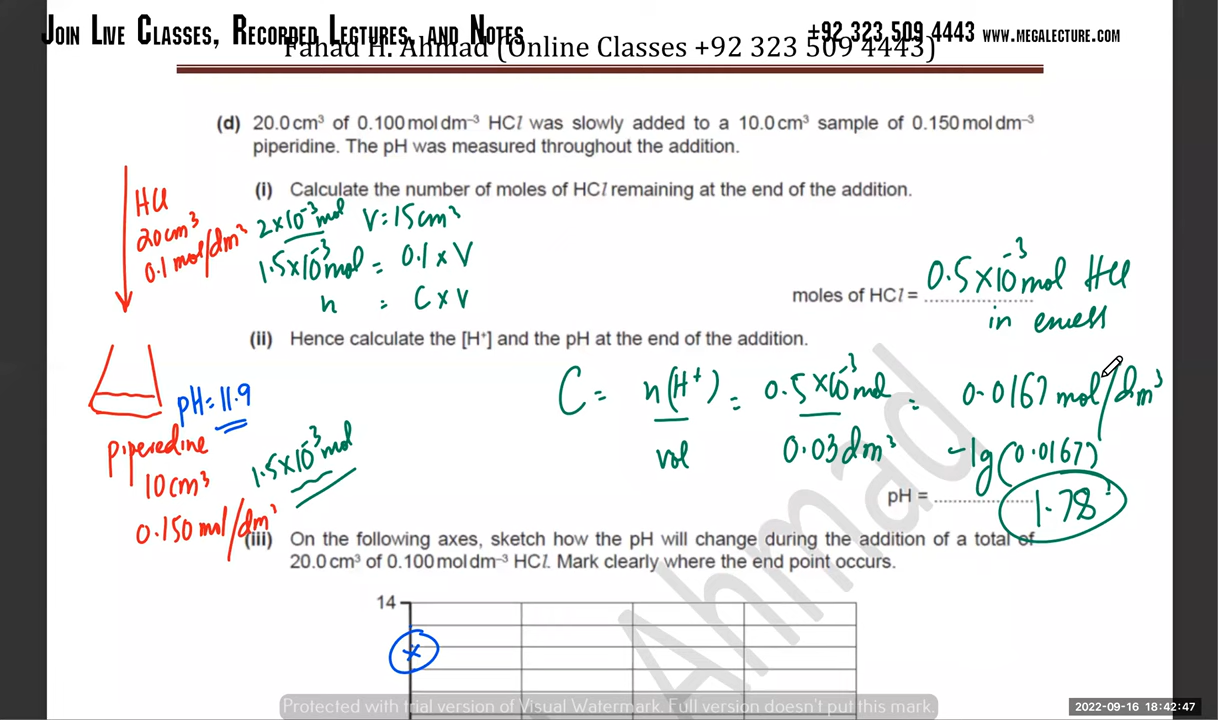 JOIN LIVE CLASSES, RECORDED LECTURES, AND NOTES
+92 323 509 4443 WWW.MEGALECTURE.COM
Fahad H. Ahmad (Online Classes +92 323 509 4443)
(d) 20.0 cm³ of 0.100 mol dm⁻³ HCl was slowly added to a 10.0 cm³ sample of 0.150 mol dm⁻³
piperidine. The pH was measured throughout the addition.
(i) Calculate the number of moles of HCl remaining at the end of the addition.
HCl
20cm³
0.1 mol/dm³
2×10⁻³ mol V=15cm³
1.5×10⁻³ mol = 0.1 × V
n = C × V
moles of HCl = .......... 0.5×10⁻³ mol HCl
in excess
(ii) Hence calculate the [H⁺] and the pH at the end of the addition.
pH=11.9
piperedine
10cm³
0.150 mol/dm³
1.5×10⁻³ mol
C = n(H⁺) = 0.5×10⁻³ mol = 0.0167 mol/dm³
vol 0.03 dm³
-lg(0.0167)
pH = .......... 1.78
(iii) On the following axes, sketch how the pH will change during the addition of a total of
20.0 cm³ of 0.100 mol dm⁻³ HCl. Mark clearly where the end point occurs.
14
×
Ahmad
Protected with trial version of Visual Watermark. Full version doesn't put this mark.
2022-09-16 18:42:47